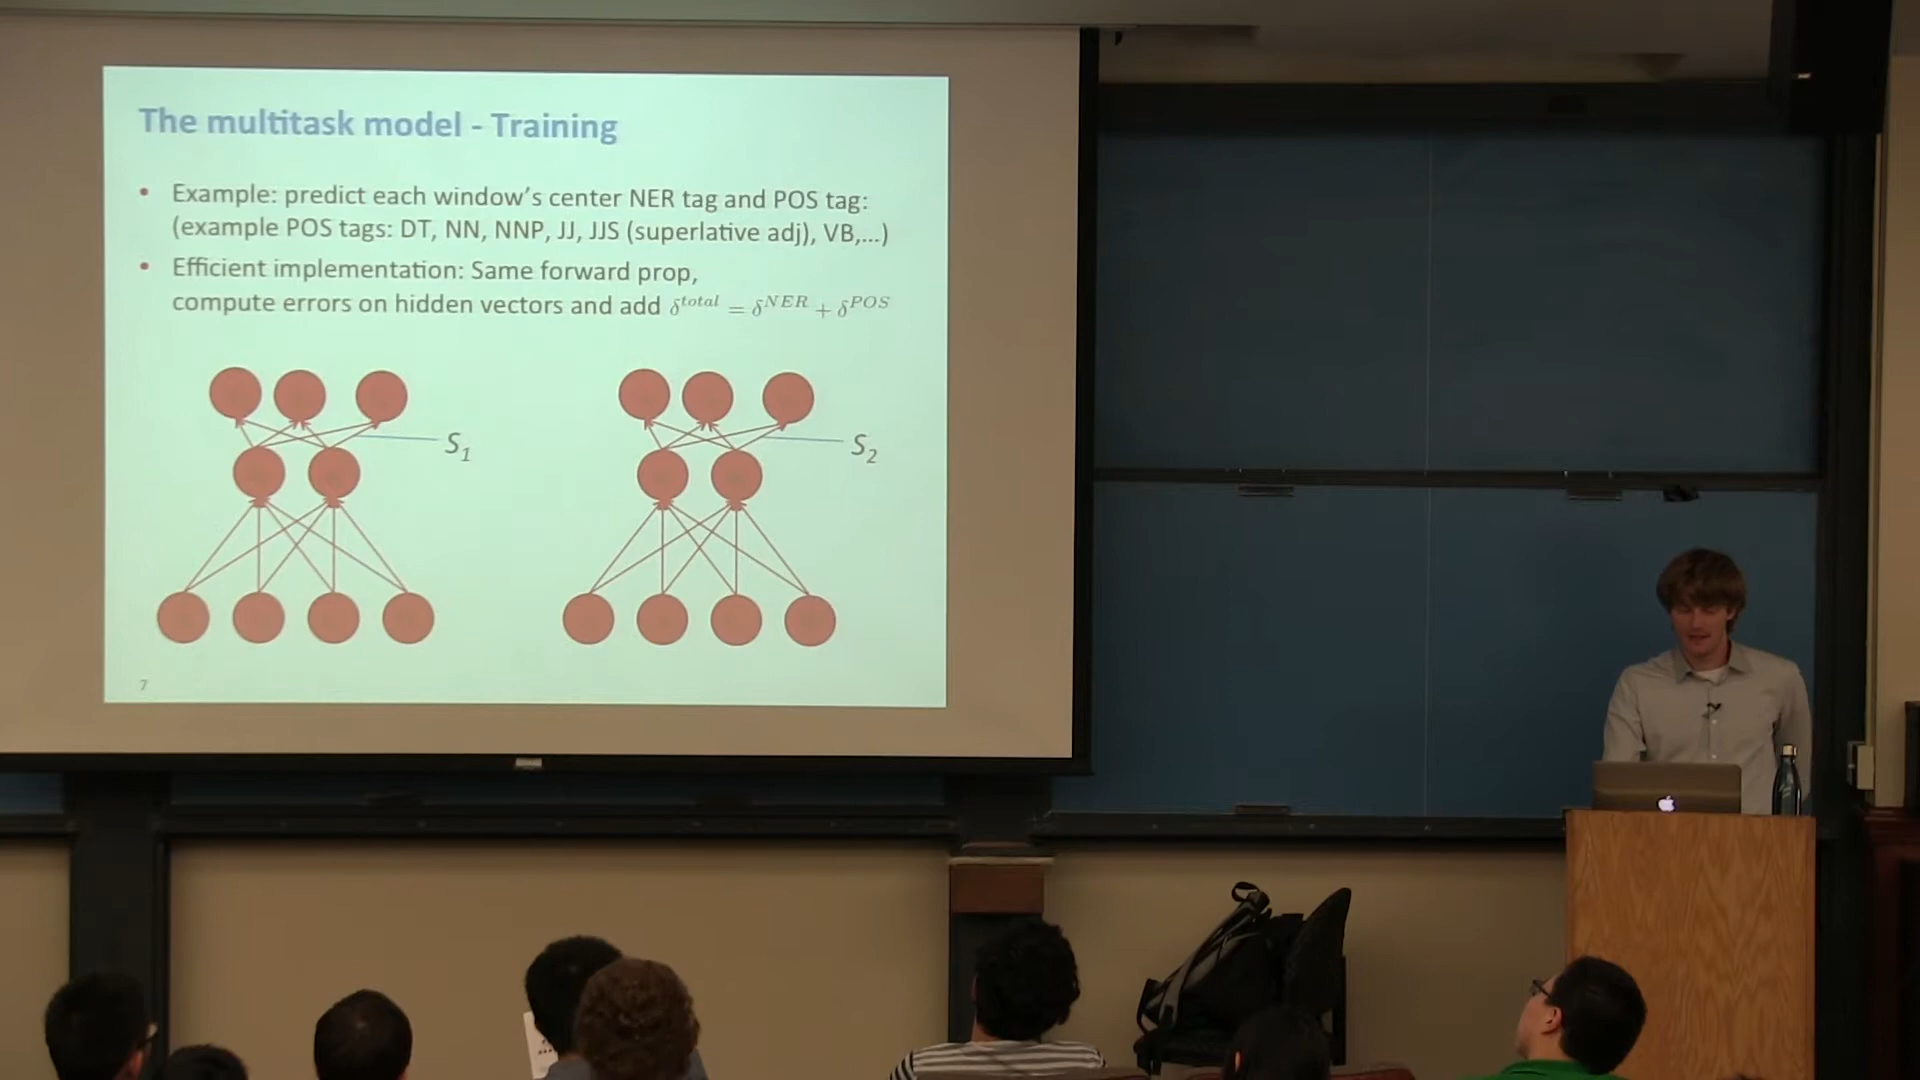 The multitask model - Training
• Example: predict each window's center NER tag and POS tag:
(example POS tags: DT, NN, NNP, JJ, JJS (superlative adj), VB,...)
• Efficient implementation: Same forward prop,
compute errors on hidden vectors and add δ^{total} = δ^{NER} + δ^{POS}
S₁
S₂
7